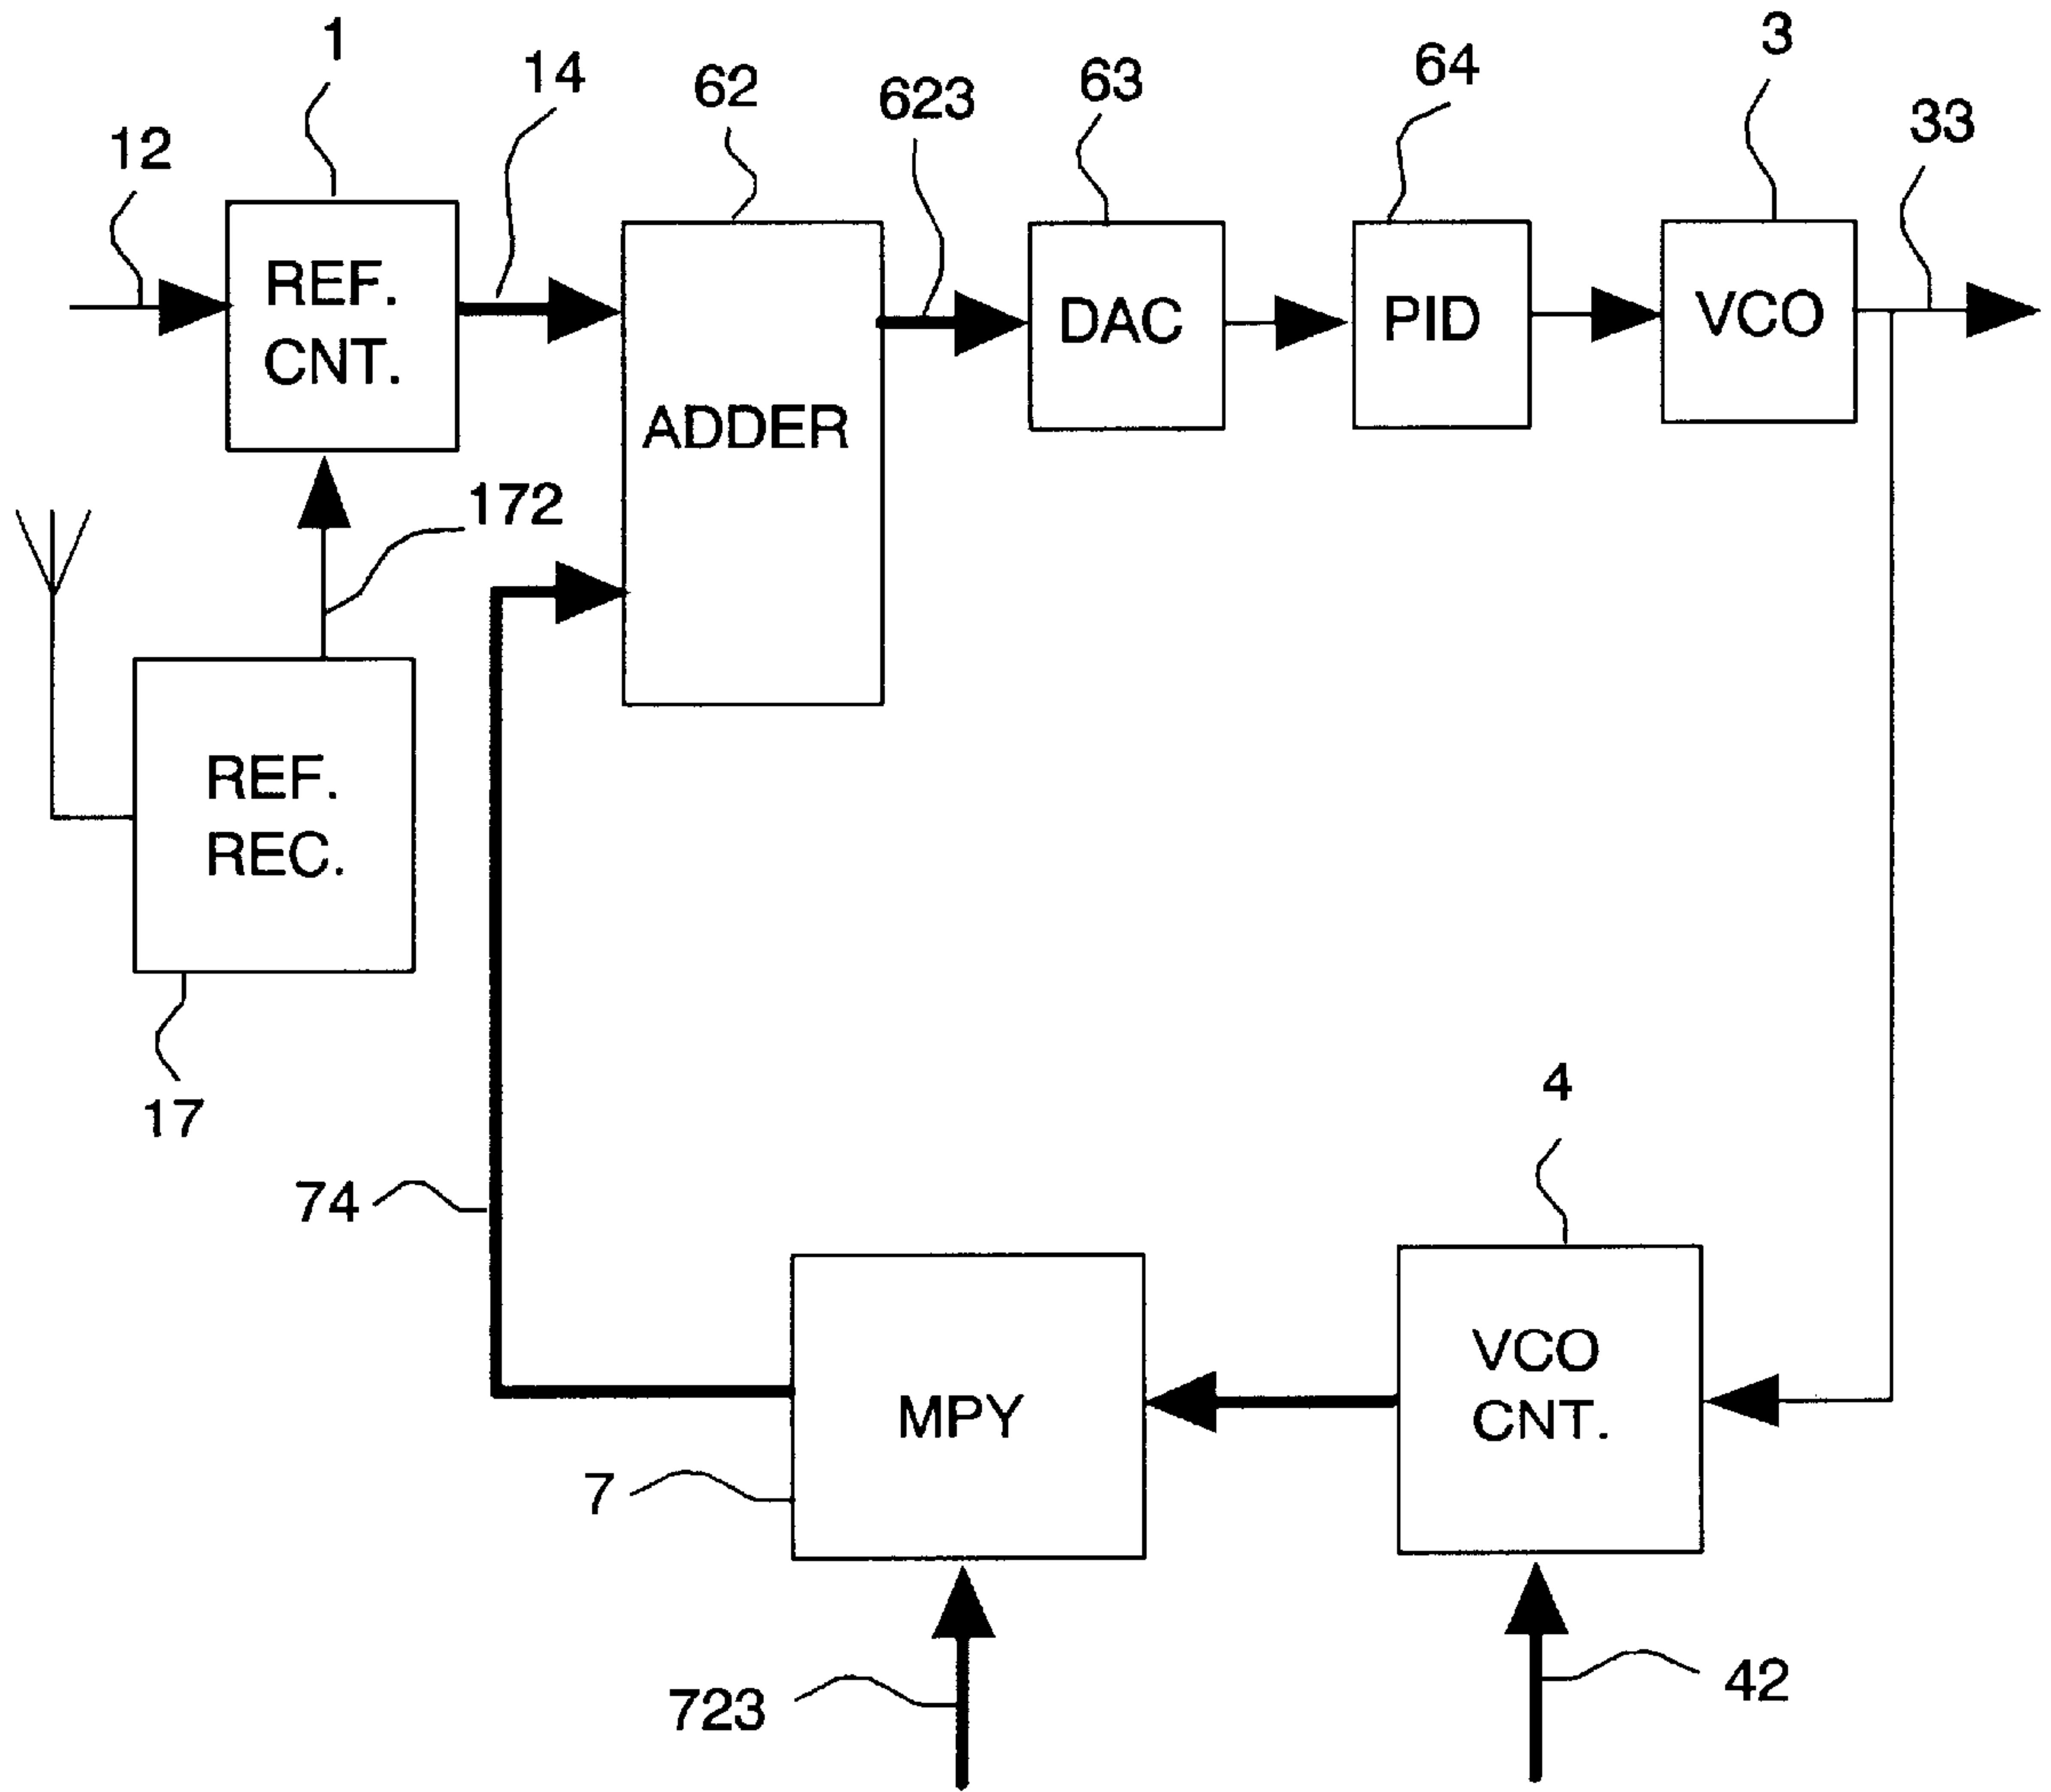 1
14
62
623
63
64
3
33
12
REF.
CNT.
ADDER
DAC
PID
VCO
172
REF.
REC.
17
74
4
VCO
CNT.
MPY
7
723
42